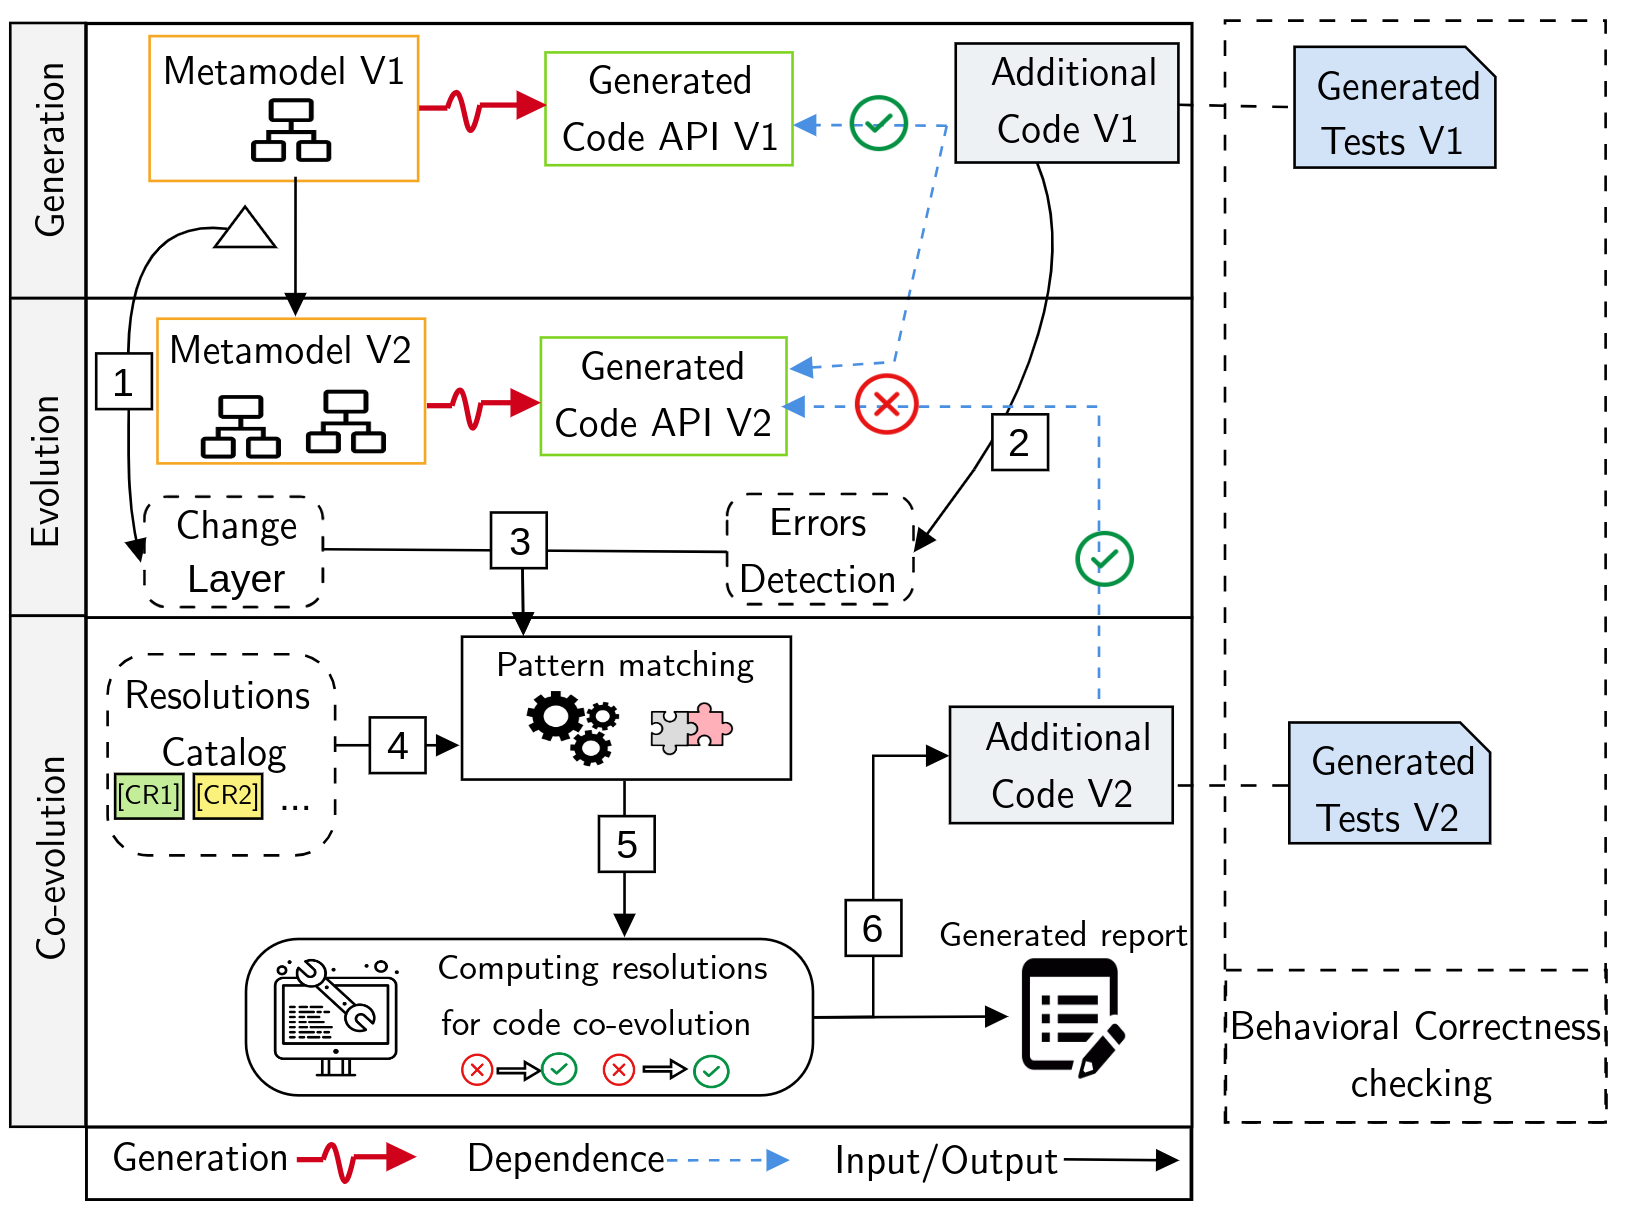 Generation
Metamodel V1
Generated
Code API V1
Additional
Code V1
Generated
Tests V1
Evolution
1
Metamodel V2
Generated
Code API V2
2
Change
Layer
3
Errors
Detection
Co-evolution
Resolutions
Catalog
[CR1]
[CR2]
...
4
Pattern matching
5
Additional
Code V2
Generated
Tests V2
6
Computing resolutions
for code co-evolution
Generated report
Behavioral Correctness
checking
Generation
Dependence
Input/Output